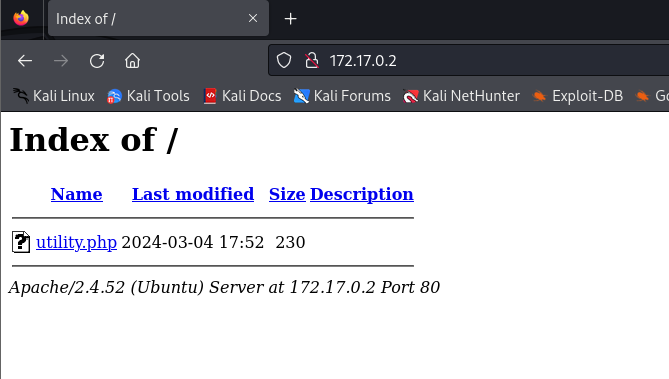 Index of /
172.17.0.2
Kali Linux Kali Tools Kali Docs Kali Forums Kali NetHunter Exploit-DB
Index of /
Name Last modified Size Description
utility.php 2024-03-04 17:52 230
Apache/2.4.52 (Ubuntu) Server at 172.17.0.2 Port 80